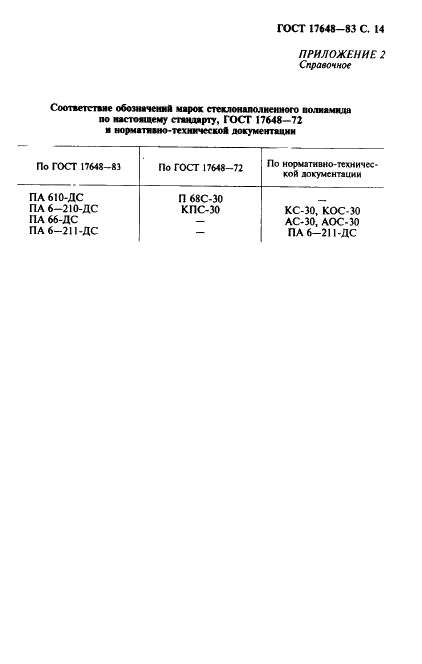 ГОСТ 17648—83 С. 14
ПРИЛОЖЕНИЕ 2
Справочное
Соответствие обозначений марок стеклонаполненного полиамида
по настоящему стандарту, ГОСТ 17648—72
и нормативно-технической документации
По ГОСТ 17648—83 По ГОСТ 17648—72 По нормативно-техничес-
кой документации
ПА 610-ДС П 68С-30 —
ПА 6—210-ДС КПС-30 КС-30, КОС-30
ПА 66-ДС — АС-30, АОС-30
ПА 6—211-ДС — ПА 6—211-ДС